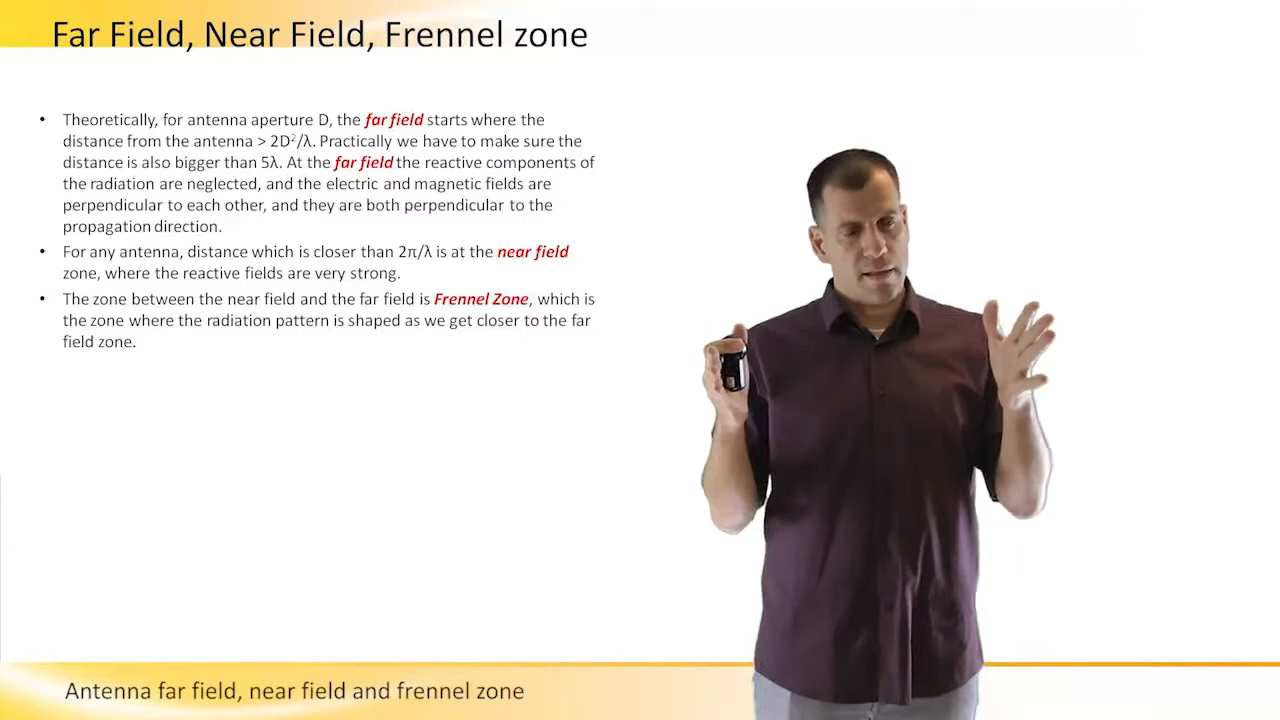 Far Field, Near Field, Frennel zone
• Theoretically, for antenna aperture D, the far field starts where the
distance from the antenna > 2D²/λ. Practically we have to make sure the
distance is also bigger than 5λ. At the far field the reactive components of
the radiation are neglected, and the electric and magnetic fields are
perpendicular to each other, and they are both perpendicular to the
propagation direction.
• For any antenna, distance which is closer than 2π/λ is at the near field
zone, where the reactive fields are very strong.
• The zone between the near field and the far field is Frennel Zone, which is
the zone where the radiation pattern is shaped as we get closer to the far
field zone.
Antenna far field, near field and frennel zone